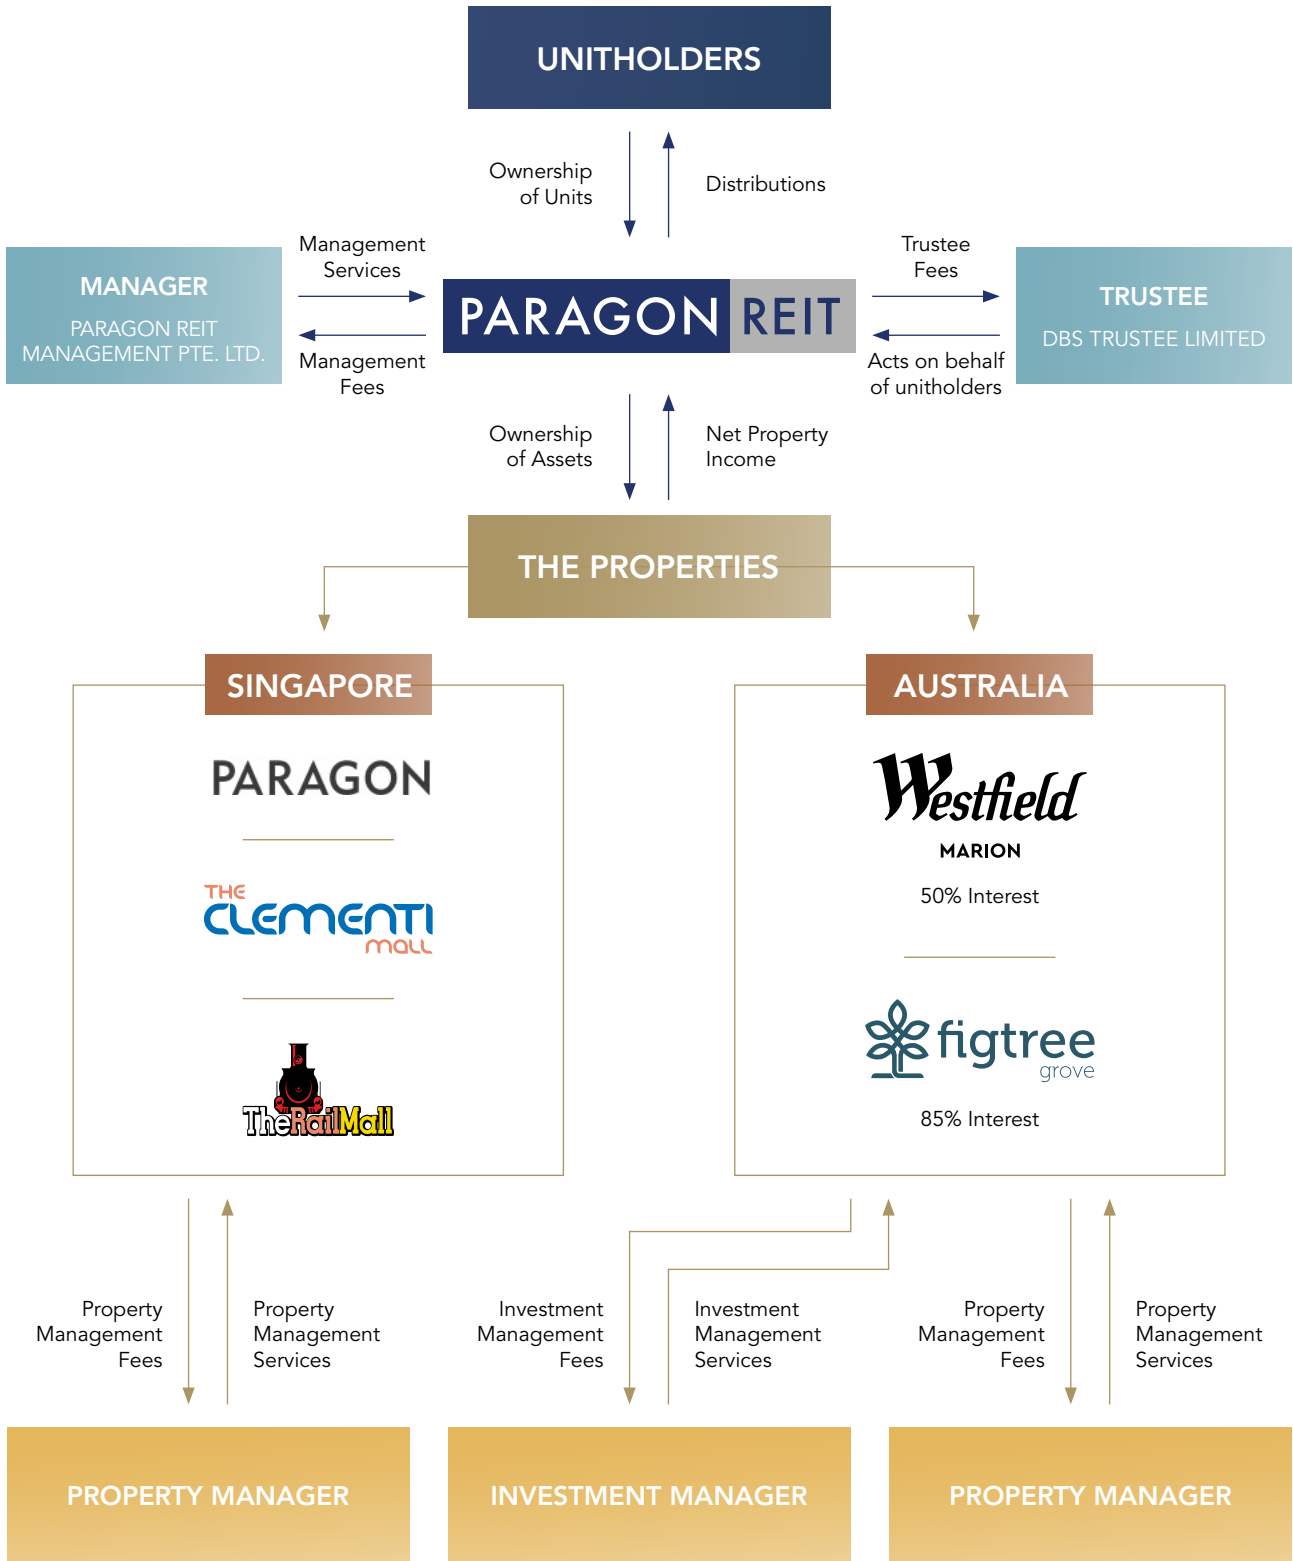 UNITHOLDERS
Ownership
of Units
Distributions
MANAGER
PARAGON REIT
MANAGEMENT PTE. LTD.
Management
Services
Management
Fees
PARAGON REIT
Trustee
Fees
Acts on behalf
of unitholders
TRUSTEE
DBS TRUSTEE LIMITED
Ownership
of Assets
Net Property
Income
THE PROPERTIES
SINGAPORE
PARAGON
THE
CLEMENTI
MALL
TheRailMall
AUSTRALIA
Westfield
MARION
50% Interest
figtree
grove
85% Interest
Property
Management
Fees
Property
Management
Services
Investment
Management
Fees
Investment
Management
Services
Property
Management
Fees
Property
Management
Services
PROPERTY MANAGER
INVESTMENT MANAGER
PROPERTY MANAGER